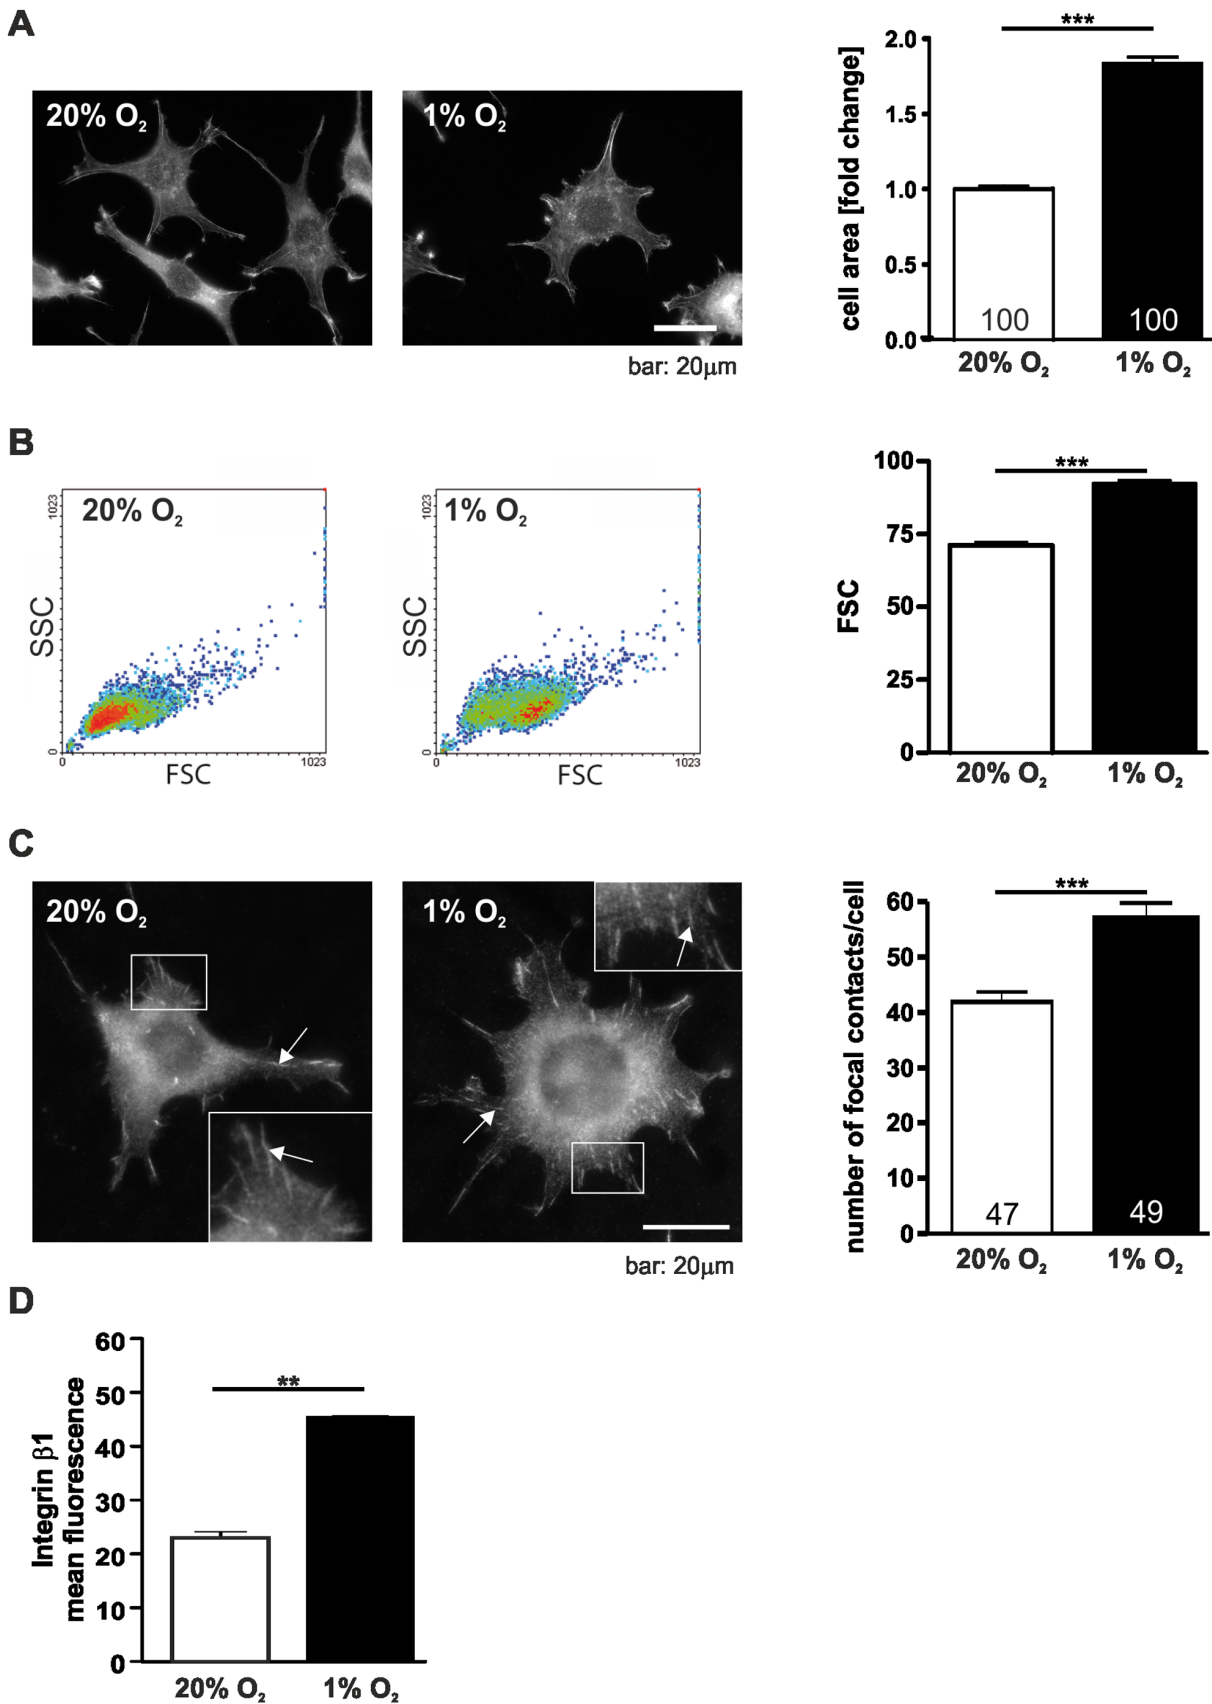 A
20% O2
1% O2
bar: 20μm
***
cell area [fold change]
2.0
1.5
1.0
0.5
0.0
100
100
20% O2
1% O2
B
20% O2
1023
SSC
0
0
FSC
1023
1% O2
1023
SSC
0
0
FSC
1023
***
FSC
100
75
50
25
0
20% O2
1% O2
C
20% O2
1% O2
bar: 20μm
***
number of focal contacts/cell
60
50
40
30
20
10
0
47
49
20% O2
1% O2
D
**
Integrin β1
mean fluorescence
60
50
40
30
20
10
0
20% O2
1% O2